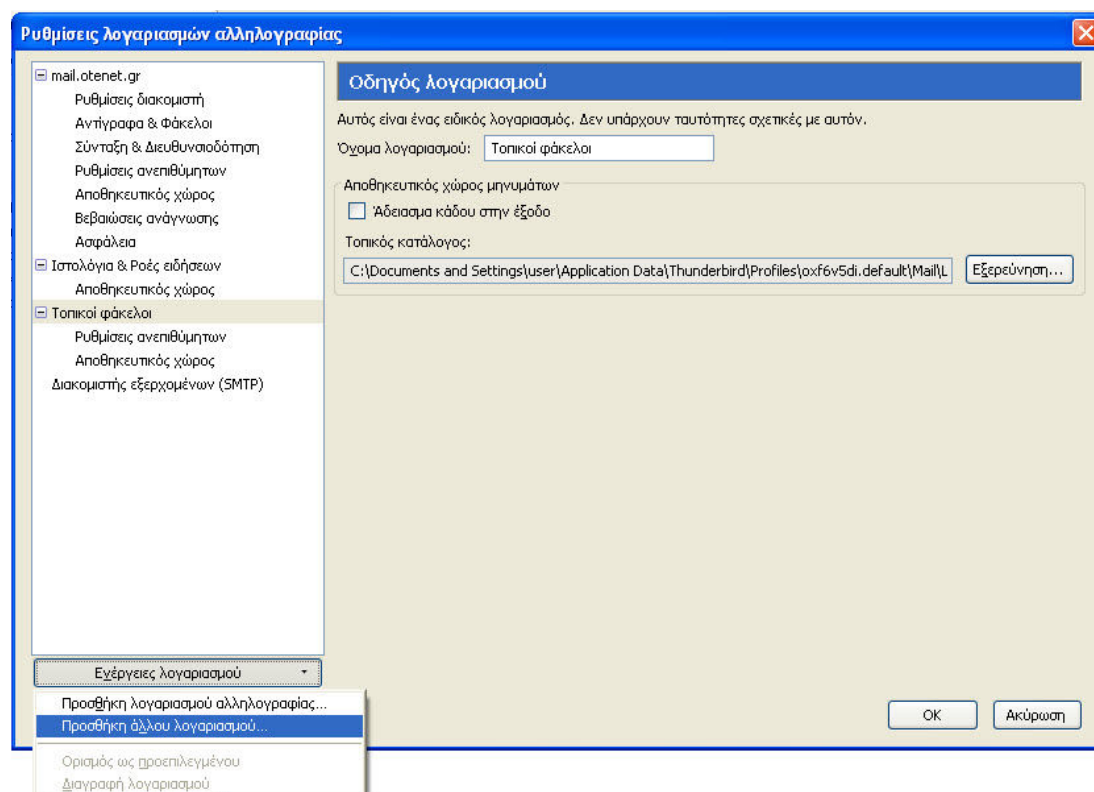 Ρυθμίσεις λογαριασμών αλληλογραφίας
mail.otenet.gr
Ρυθμίσεις διακομιστή
Αντίγραφα & Φάκελοι
Σύνταξη & Διευθυνσιοδότηση
Ρυθμίσεις ανεπιθύμητων
Αποθηκευτικός χώρος
Βεβαιώσεις ανάγνωσης
Ασφάλεια
Ιστολόγια & Ροές ειδήσεων
Αποθηκευτικός χώρος
Τοπικοί φάκελοι
Ρυθμίσεις ανεπιθύμητων
Αποθηκευτικός χώρος
Διακομιστής εξερχομένων (SMTP)
Οδηγός λογαριασμού
Αυτός είναι ένας ειδικός λογαριασμός. Δεν υπάρχουν ταυτότητες σχετικές με αυτόν.
Όνομα λογαριασμού: Τοπικοί φάκελοι
Αποθηκευτικός χώρος μηνυμάτων
Άδειασμα κάδου στην έξοδο
Τοπικός κατάλογος:
C:\Documents and Settings\user\Application Data\Thunderbird\Profiles\oxf6v5di.default\Mail\L Εξερεύνηση...
Ενέργειες λογαριασμού
Προσθήκη λογαριασμού αλληλογραφίας...
Προσθήκη άλλου λογαριασμού...
Ορισμός ως προεπιλεγμένου
Διαγραφή λογαριασμού
OK Ακύρωση